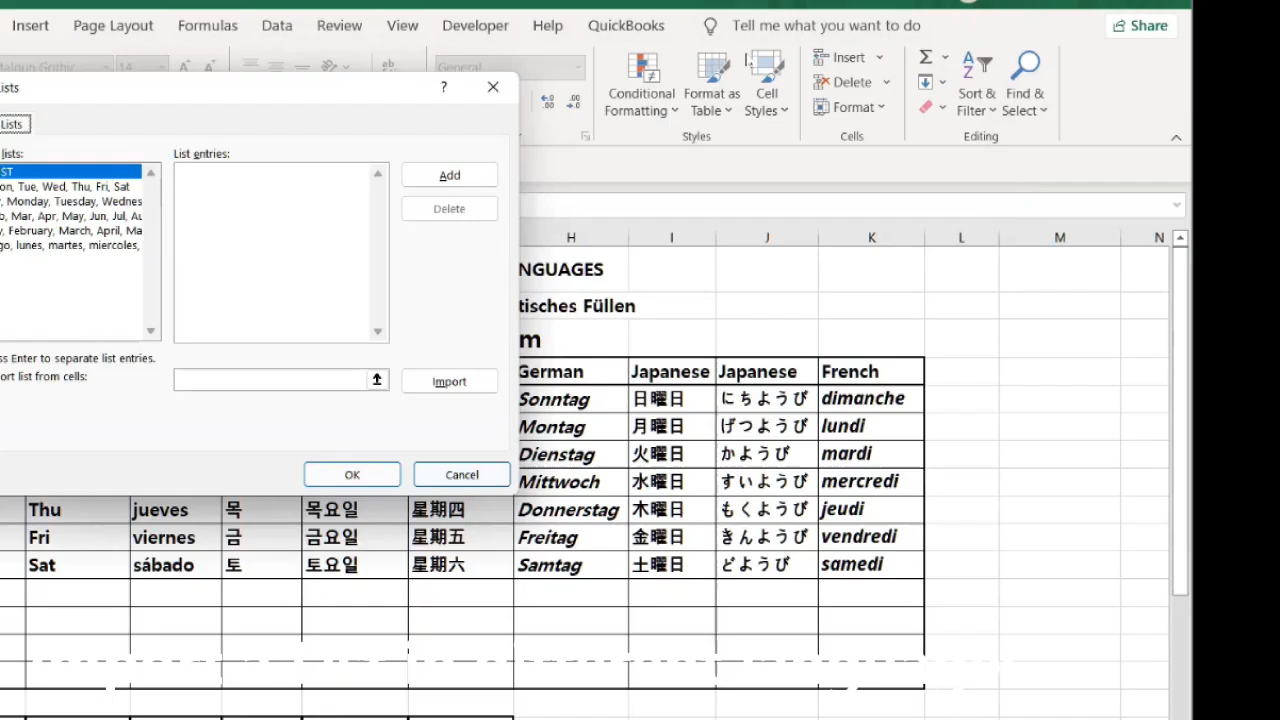 Insert Page Layout Formulas Data Review View Developer Help QuickBooks Tell me what you want to do Share
14 General
Insert
Delete
Format
Conditional Formatting
Format as Table
Cell Styles
Sort & Filter
Find & Select
Styles Cells Editing
Lists ? ×
Lists
lists: List entries:
ST
on, Tue, Wed, Thu, Fri, Sat
, Monday, Tuesday, Wednes
b, Mar, Apr, May, Jun, Jul, Au
y, February, March, April, Ma
go, lunes, martes, miercoles,
Add
Delete
ss Enter to separate list entries.
ort list from cells: Import
OK Cancel
H I J K L M N
NGUAGES
tisches Füllen
m
German Japanese Japanese French
Sonntag 日曜日 にちようび dimanche
Montag 月曜日 げつようび lundi
Dienstag 火曜日 かようび mardi
Mittwoch 水曜日 すいようび mercredi
Thu jueves 목 목요일 星期四 Donnerstag 木曜日 もくようび jeudi
Fri viernes 금 금요일 星期五 Freitag 金曜日 きんようび vendredi
Sat sábado 토 토요일 星期六 Samtag 土曜日 どようび samedi